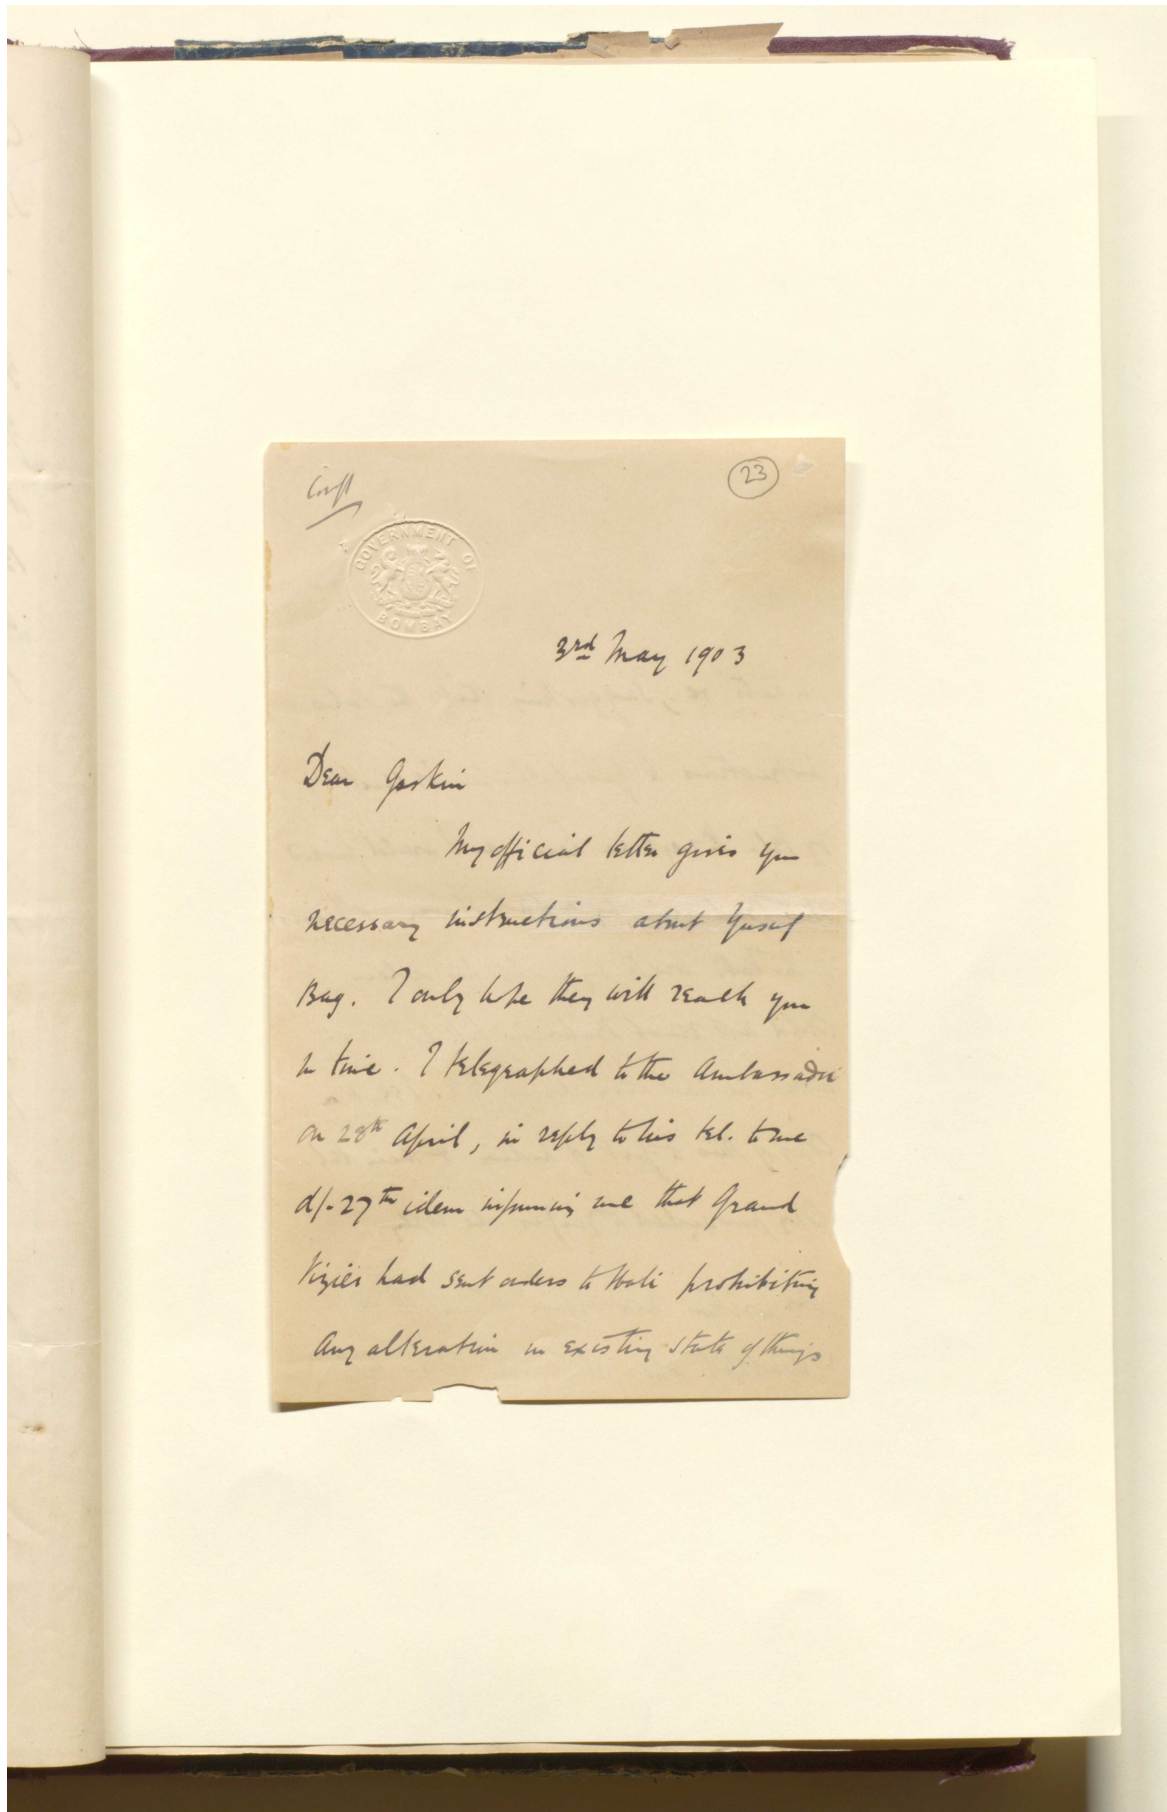 Conf
23
GOVERNMENT OF
BOMBAY
3rd May 1903
Dear Gaskin
My official letter gives you
necessary instructions about Yusuf
Beg. I only hope they will reach you
in time. I telegraphed to the Ambassador
on 28th April, in reply to his tel. to me
d/- 27th idem informing me that Grand
Vizier had sent orders to Wali prohibiting
any alteration in existing state of things